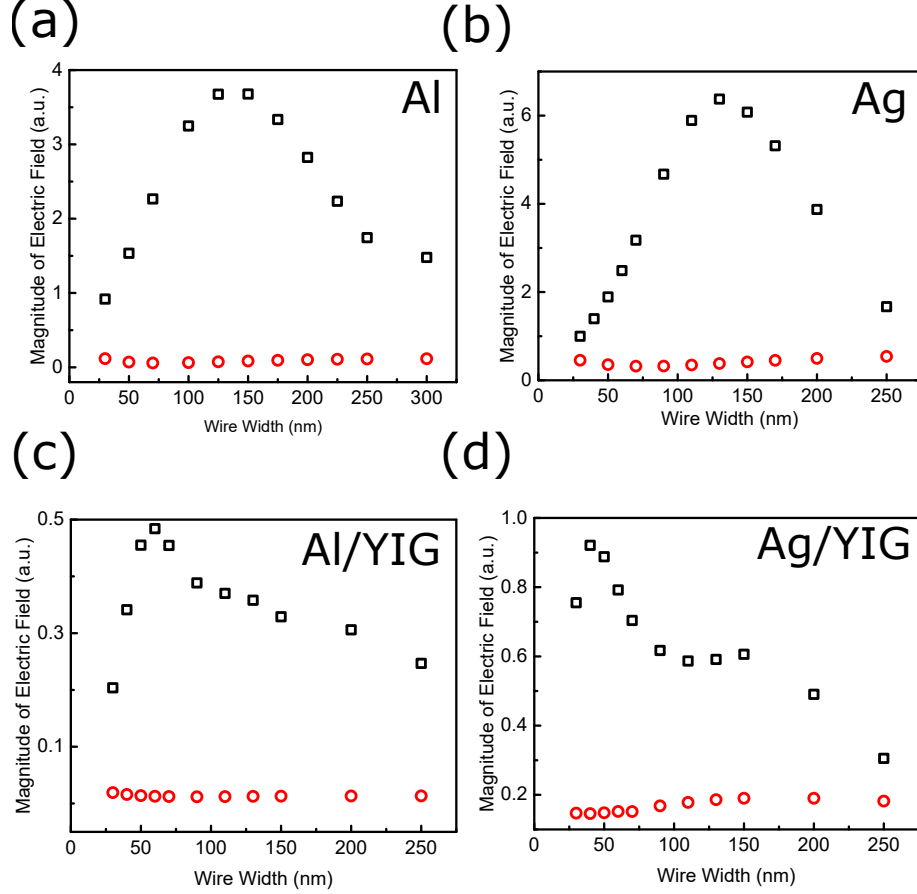 (a)
Al
Magnitude of Electric Field (a.u.)
4
3
2
1
0
0
50
100
150
200
250
300
Wire Width (nm)
(b)
Ag
Magnitude of Electric Field (a.u.)
6
4
2
0
0
50
100
150
200
250
Wire Width (nm)
(c)
Al/YIG
Magnitude of Electric Field (a.u.)
0.5
0.3
0.1
0
50
100
150
200
250
Wire Width (nm)
(d)
Ag/YIG
Magnitude of Electric Field (a.u.)
1.0
0.8
0.6
0.4
0.2
0
50
100
150
200
250
Wire Width (nm)